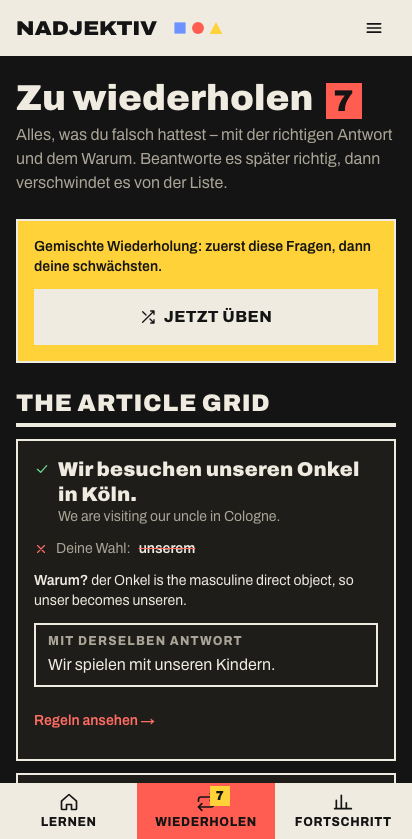 NADJEKTIV
Zu wiederholen 7
Alles, was du falsch hattest – mit der richtigen Antwort
und dem Warum. Beantworte es später richtig, dann
verschwindet es von der Liste.
Gemischte Wiederholung: zuerst diese Fragen, dann
deine schwächsten.
JETZT ÜBEN
THE ARTICLE GRID
Wir besuchen unseren Onkel
in Köln.
We are visiting our uncle in Cologne.
Deine Wahl: unserem
Warum? der Onkel is the masculine direct object, so
unser becomes unseren.
MIT DERSELBEN ANTWORT
Wir spielen mit unseren Kindern.
Regeln ansehen →
7
LERNEN WIEDERHOLEN FORTSCHRITT